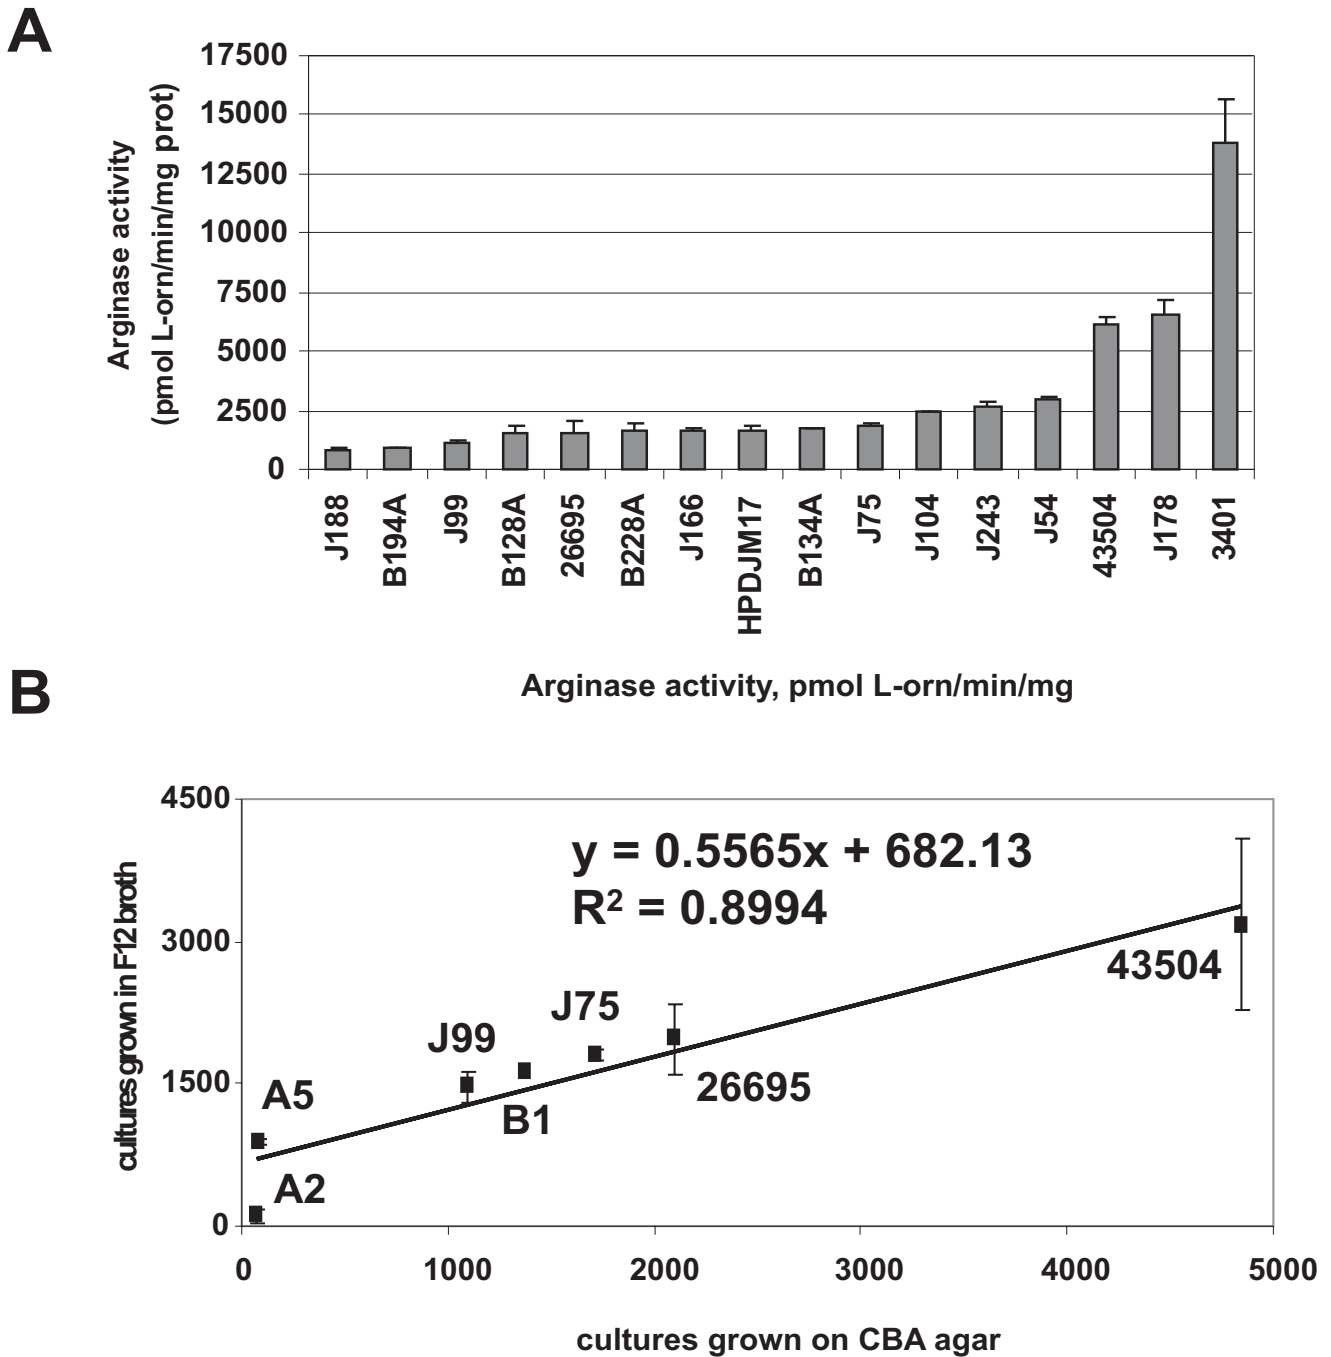 A
17500
15000
12500
10000
7500
5000
2500
0
Arginase activity
(pmol L-orn/min/mg prot)
J188
B194A
J99
B128A
26695
B228A
J166
HPDJM17
B134A
J75
J104
J243
J54
43504
J178
3401
Arginase activity, pmol L-orn/min/mg
B
4500
3000
1500
0
cultures grown in F12 broth
y = 0.5565x + 682.13
R² = 0.8994
43504
J75
J99
26695
B1
A5
A2
0 1000 2000 3000 4000 5000
cultures grown on CBA agar